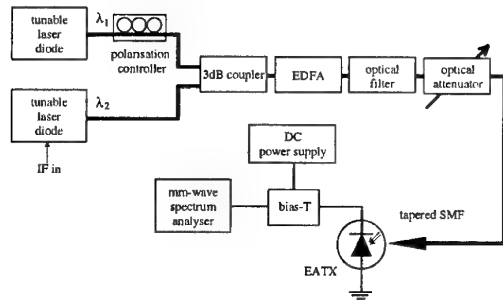 tunable
laser
diode
λ1
polarisation
controller
tunable
laser
diode
λ2
IF in
3dB coupler
EDFA
optical
filter
optical
attenuator
DC
power supply
mm-wave
spectrum
analyser
bias-T
tapered SMF
EATX